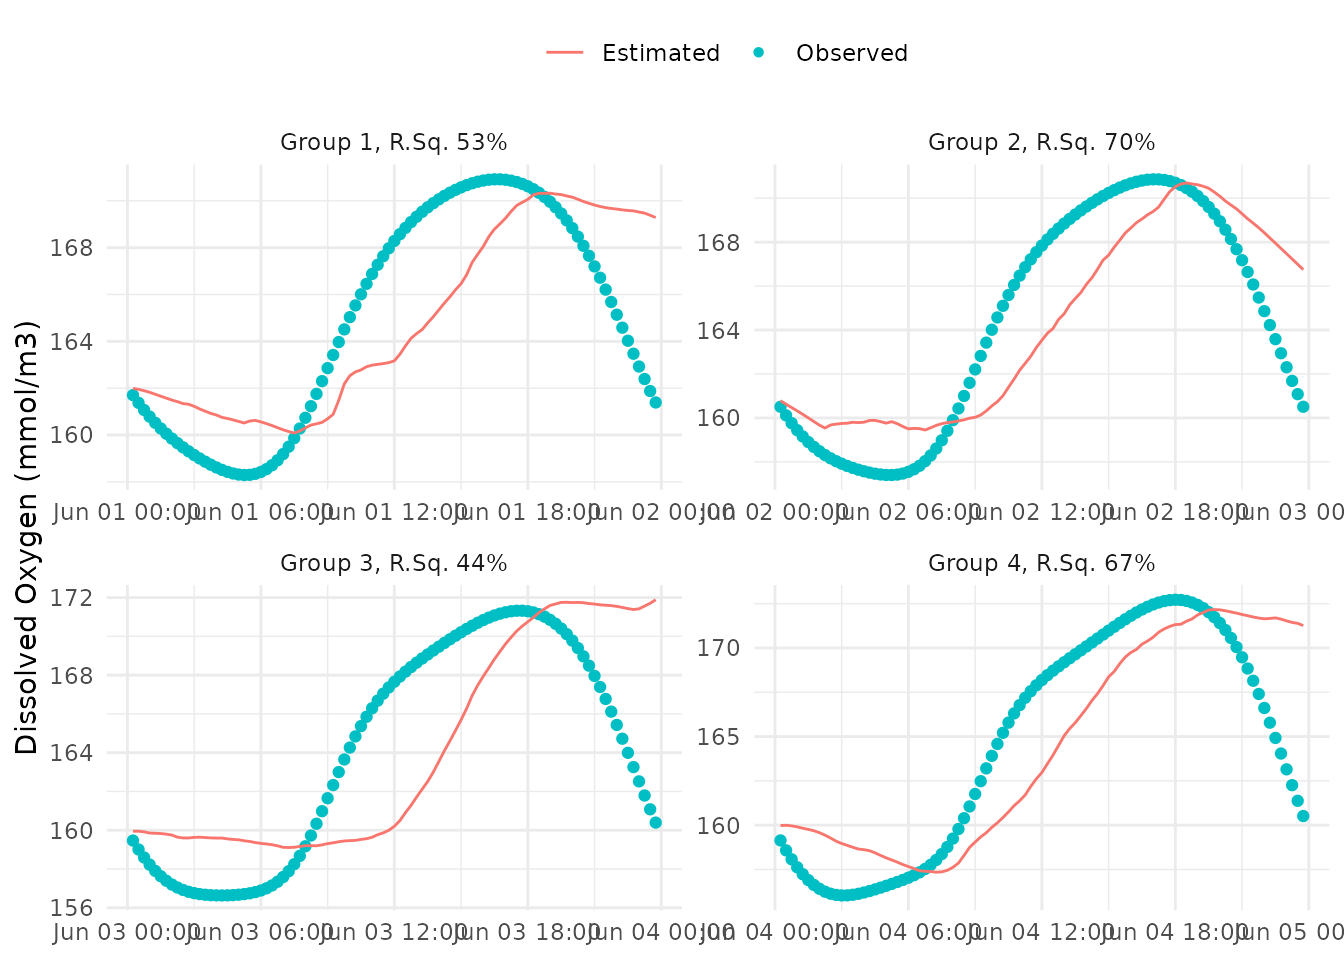 Estimated Observed
Group 1, R.Sq. 53% Group 2, R.Sq. 70%
168
164
160
168
164
160
Jun 01 00:00 Jun 01 06:00 Jun 01 12:00 Jun 01 18:00 Jun 02 00:00
Jun 02 00:00 Jun 02 06:00 Jun 02 12:00 Jun 02 18:00 Jun 03 00
Dissolved Oxygen (mmol/m3)
Group 3, R.Sq. 44% Group 4, R.Sq. 67%
172
168
164
160
156
170
165
160
Jun 03 00:00 Jun 03 06:00 Jun 03 12:00 Jun 03 18:00 Jun 04 00:00
Jun 04 00:00 Jun 04 06:00 Jun 04 12:00 Jun 04 18:00 Jun 05 00